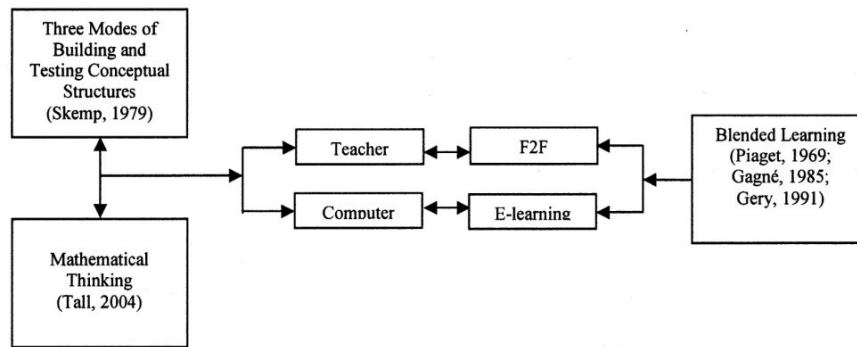 Three Modes of
Building and
Testing Conceptual
Structures
(Skemp, 1979)
Teacher
F2F
Computer
E-learning
Blended Learning
(Piaget, 1969;
Gagné, 1985;
Gery, 1991)
Mathematical
Thinking
(Tall, 2004)